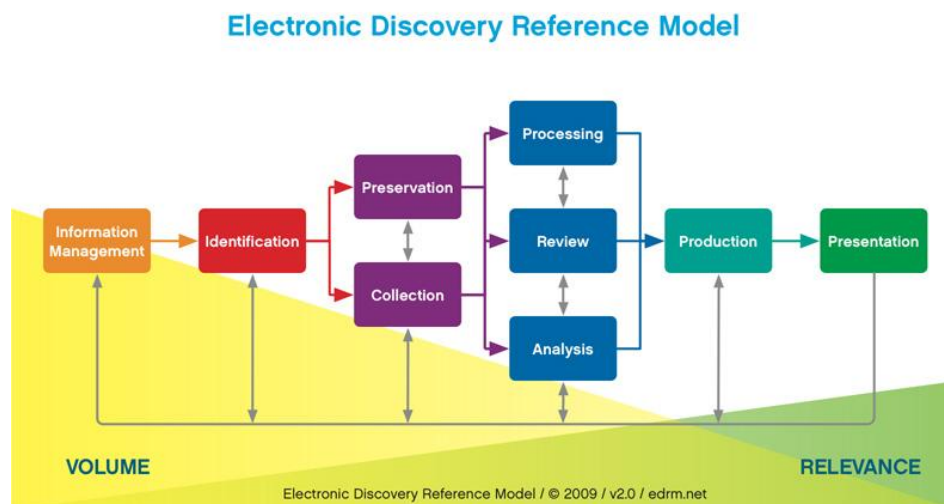 Electronic Discovery Reference Model
Processing
Preservation
Information
Management
Identification
Review
Production
Presentation
Collection
Analysis
VOLUME
RELEVANCE
Electronic Discovery Reference Model / © 2009 / v2.0 / edrm.net